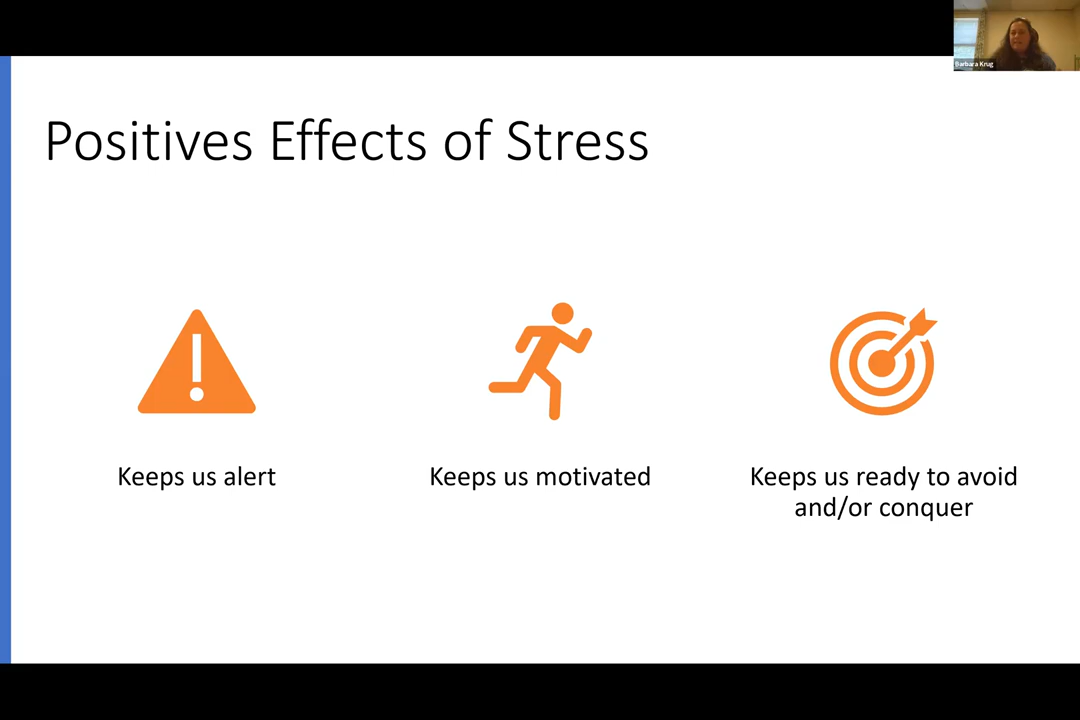 Barbara Krug
Positives Effects of Stress
Keeps us alert
Keeps us motivated
Keeps us ready to avoid
and/or conquer